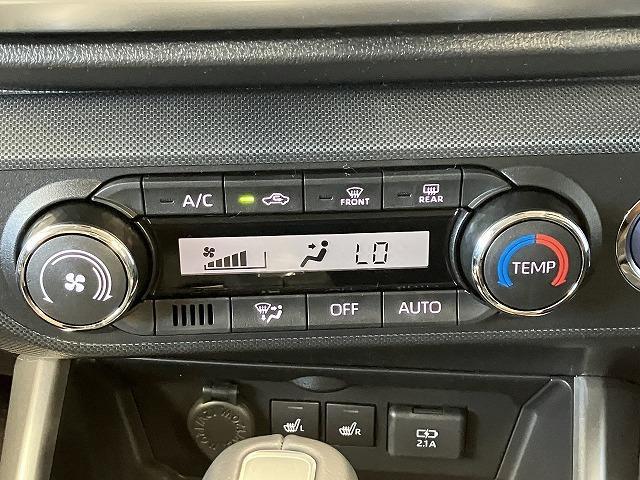 A/C
FRONT
REAR
LO
TEMP
OFF
AUTO
L
R
2.1A